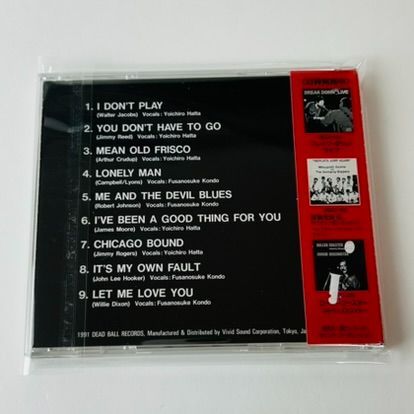 1. I DON'T PLAY
(Walter Jacobs) Vocals: Yoichiro Hatta
2. YOU DON'T HAVE TO GO
(Jimmy Reed) Vocals: Yoichiro Hatta
3. MEAN OLD FRISCO
(Arthur Crudup) Vocals: Fusanosuke Kondo
4. LONELY MAN
(Campbell/Lyons) Vocals: Fusanosuke Kondo
5. ME AND THE DEVIL BLUES
(Robert Johnson) Vocals: Fusanosuke Kondo
6. I'VE BEEN A GOOD THING FOR YOU
(James Moore) Vocals: Yoichiro Hatta
7. CHICAGO BOUND
(Jimmy Rogers) Vocals: Yoichiro Hatta
8. IT'S MY OWN FAULT
(John Lee Hooker) Vocals: Fusanosuke Kondo
9. LET ME LOVE YOU
(Willie Dixon) Vocals: Fusanosuke Kondo
1991 DEAD BALL RECORDS, Manufactured & Distributed by Vivid Sound Corporation, Tokyo, Ja
BREAK DOWN LIVE